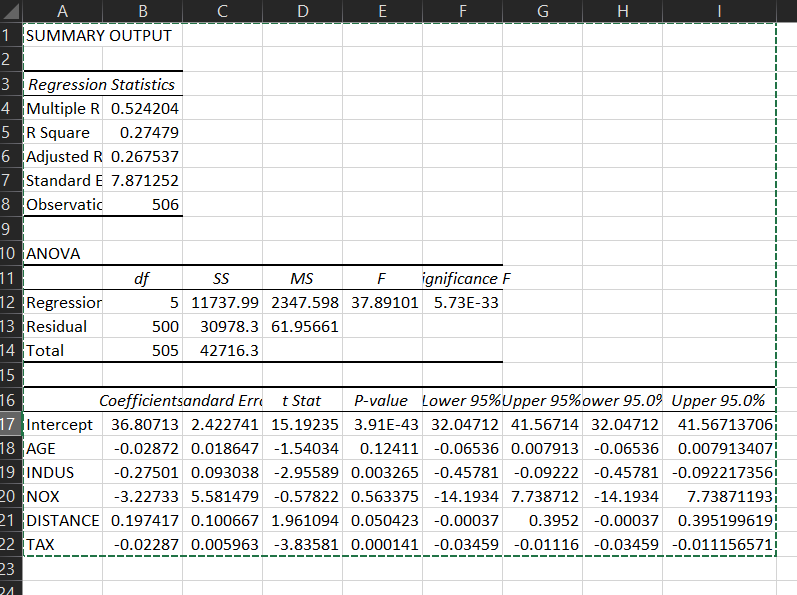 A B C D E F G H I
1 SUMMARY OUTPUT
2
3 Regression Statistics
4 Multiple R 0.524204
5 R Square 0.27479
6 Adjusted R 0.267537
7 Standard E 7.871252
8 Observatic 506
9
10 ANOVA
11 df SS MS F ignificance F
12 Regression 5 11737.99 2347.598 37.89101 5.73E-33
13 Residual 500 30978.3 61.95661
14 Total 505 42716.3
15
16 Coefficients andard Erro t Stat P-value Lower 95% Upper 95% ower 95.0% Upper 95.0%
17 Intercept 36.80713 2.422741 15.19235 3.91E-43 32.04712 41.56714 32.04712 41.56713706
18 AGE -0.02872 0.018647 -1.54034 0.12411 -0.06536 0.007913 -0.06536 0.007913407
19 INDUS -0.27501 0.093038 -2.95589 0.003265 -0.45781 -0.09222 -0.45781 -0.092217356
20 NOX -3.22733 5.581479 -0.57822 0.563375 -14.1934 7.738712 -14.1934 7.73871193
21 DISTANCE 0.197417 0.100667 1.961094 0.050423 -0.00037 0.3952 -0.00037 0.395199619
22 TAX -0.02287 0.005963 -3.83581 0.000141 -0.03459 -0.01116 -0.03459 -0.011156571
23
24